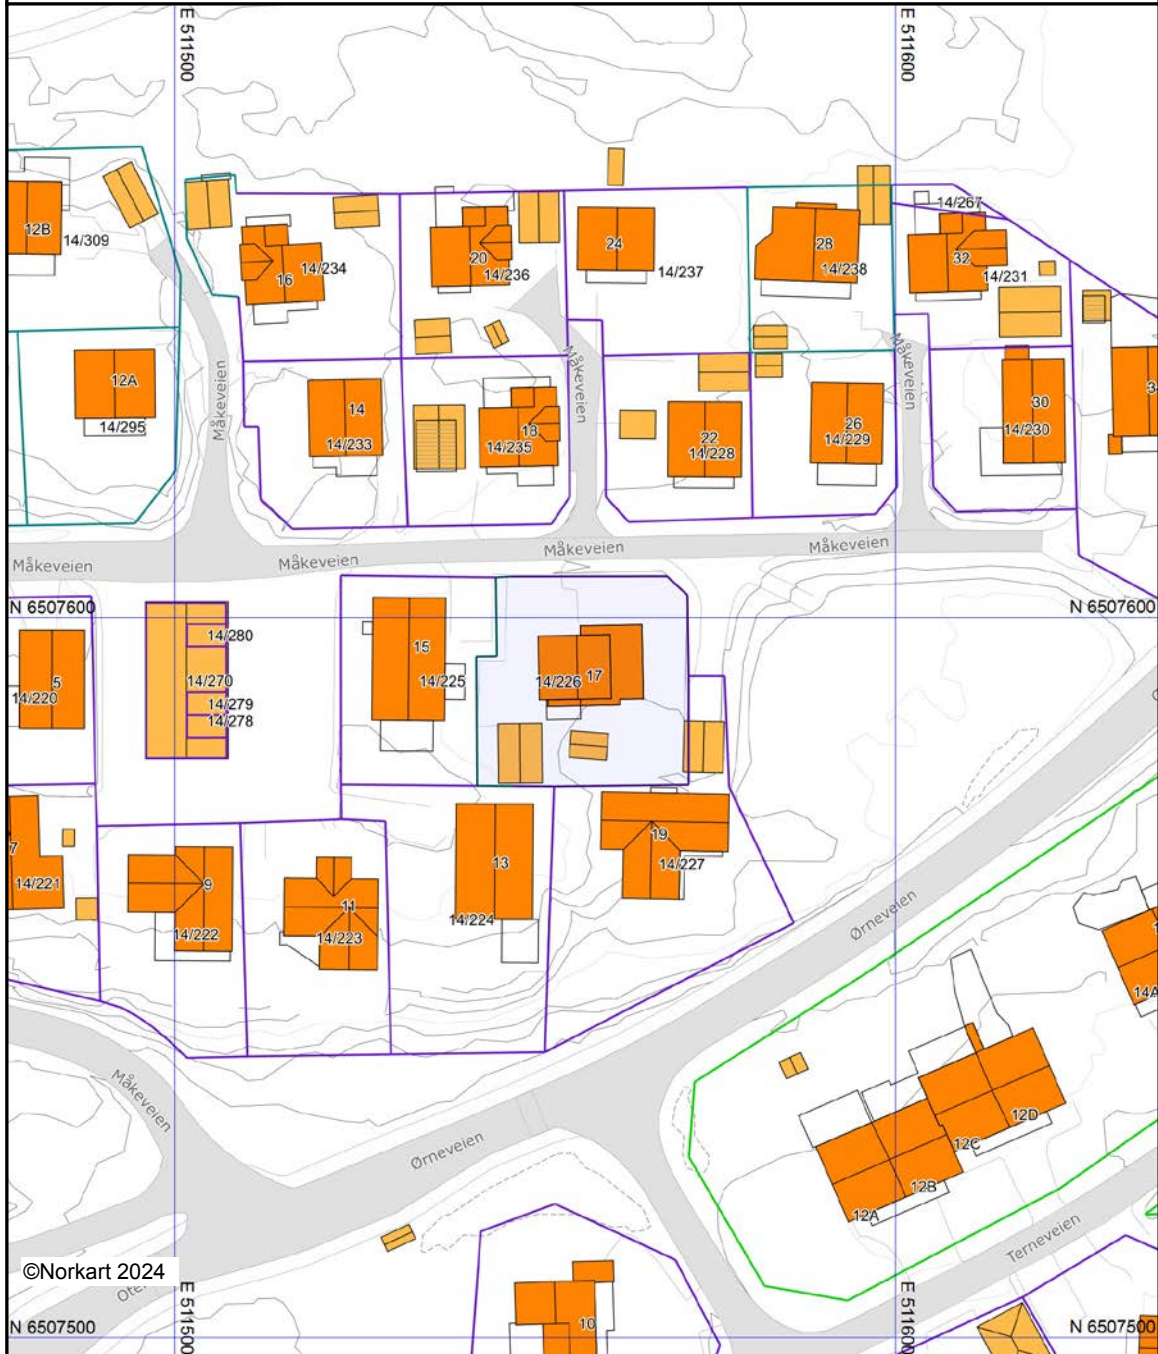 E 511500
E 511600
12B
14/309
16
14/234
20
14/236
24
14/237
28
14/238
14/267
32
14/231
12A
14/295
Måkeveien
14
14/233
18
14/235
Måkeveien
22
14/228
26
14/229
Måkeveien
30
14/230
Måkeveien
Måkeveien
Måkeveien
Måkeveien
N 6507600
N 6507600
5
14/220
14/280
14/270
14/279
14/278
15
14/225
14/226
17
7
14/221
9
14/222
11
14/223
13
14/224
19
14/227
Ørneveien
14A
Måkeveien
Ørneveien
12D
12C
12B
12A
Terneveien
©Norkart 2024
N 6507500
E 511500
10
E 511600
N 6507500